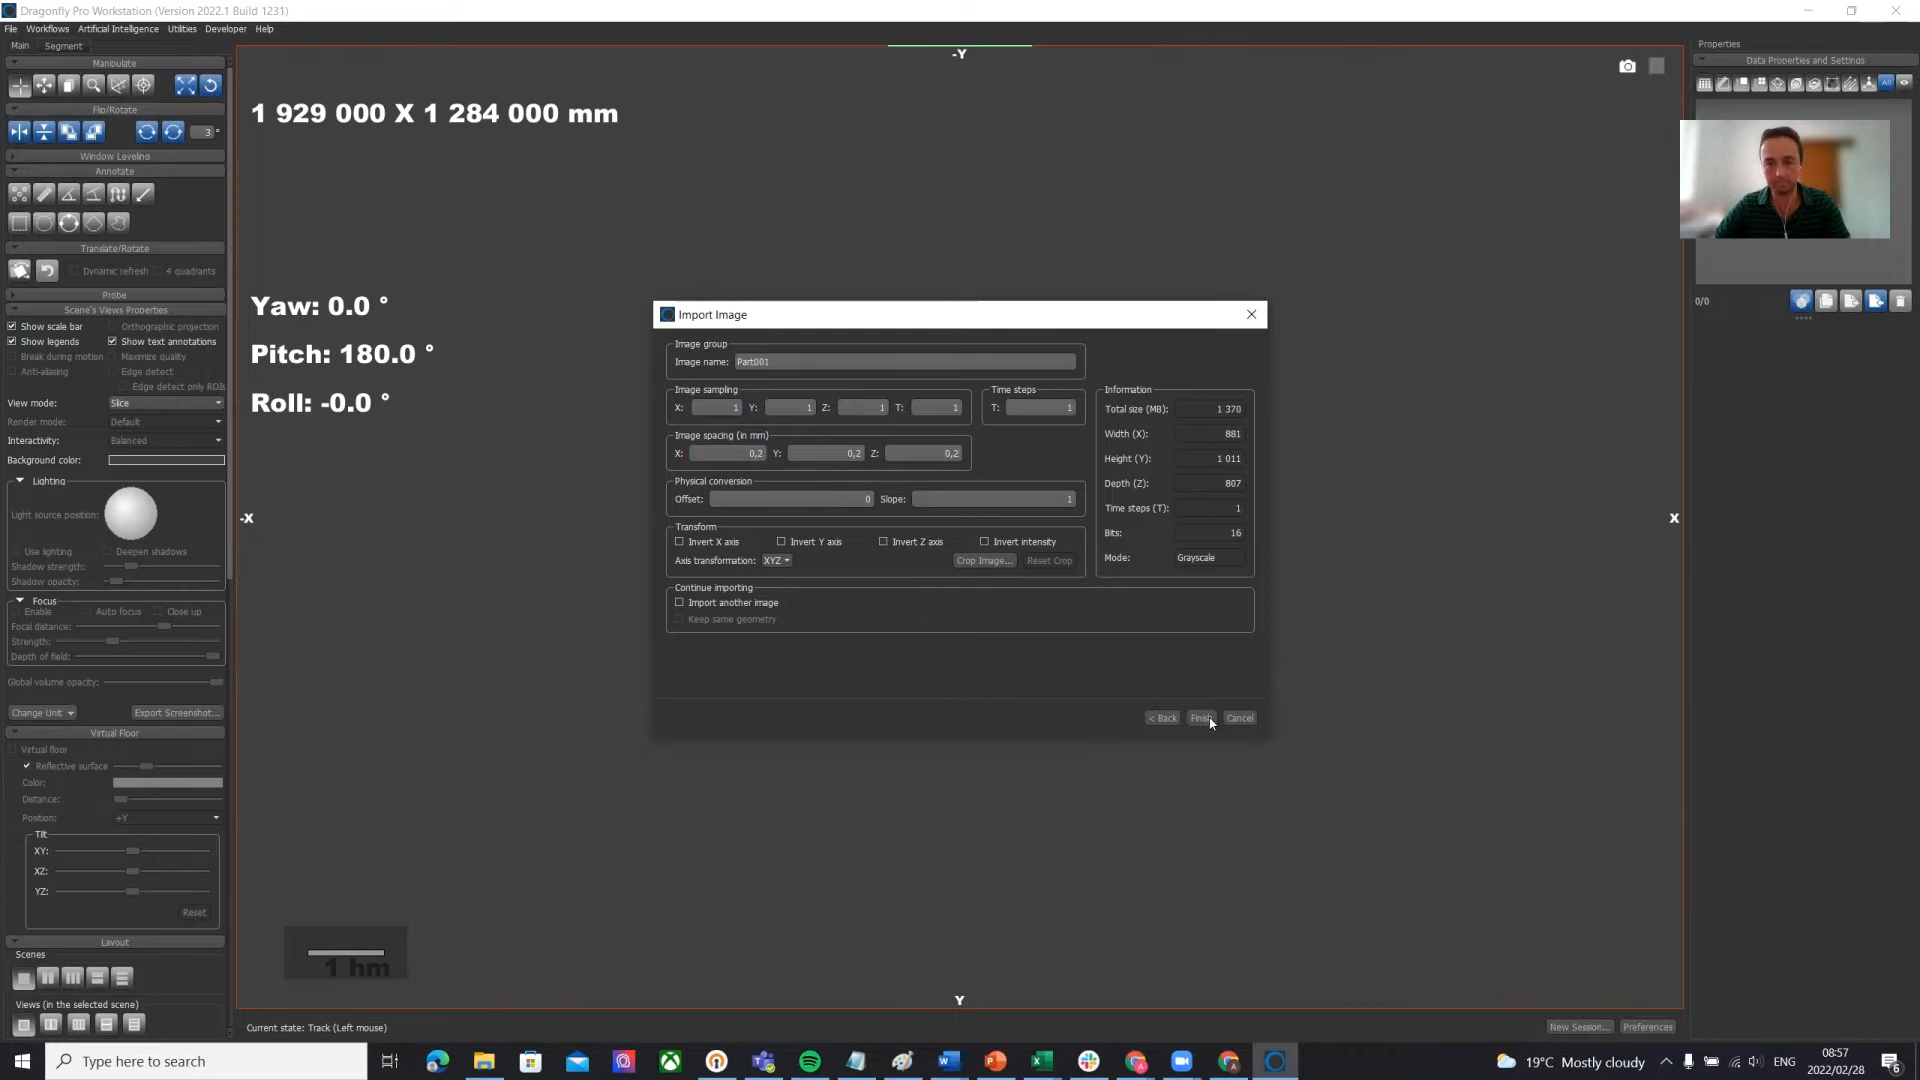 Dragonfly Pro Workstation (Version 2022.1 Build 1231)
File Workflows Artificial Intelligence Utilities Developer Help
Main Segment
Manipulate
Flip/Rotate
3 °
Window Leveling
Annotate
Translate/Rotate
Dynamic refresh 4 quadrants
Probe
Scene's Views Properties
Show scale bar Orthographic projection
Show legends Show text annotations
Break during motion Maximize quality
Anti-aliasing Edge detect
Edge detect only ROIs
View mode: Slice
Render mode: Default
Interactivity: Balanced
Background color:
Lighting
Light source position:
Use lighting Deepen shadows
Shadow strength:
Shadow opacity:
Focus
Enable Auto focus Close up
Focal distance:
Strength:
Depth of field:
Global volume opacity:
Change Unit Export Screenshot...
Virtual Floor
Virtual floor
Reflective surface
Color:
Distance:
Position: +Y
Tilt
XY:
XZ:
YZ:
Reset
Layout
Scenes
Views (in the selected scene)
-Y
1 929 000 X 1 284 000 mm
Yaw: 0.0 °
Pitch: 180.0 °
Roll: -0.0 °
-X
X
Y
1 hm
Import Image
Image group
Image name: Part001
Image sampling
X: 1 Y: 1 Z: 1 T: 1
Time steps
T: 1
Image spacing (in mm)
X: 0,2 Y: 0,2 Z: 0,2
Physical conversion
Offset: 0 Slope: 1
Transform
Invert X axis Invert Y axis Invert Z axis Invert intensity
Axis transformation: XYZ Crop Image... Reset Crop
Information
Total size (MB): 1 370
Width (X): 881
Height (Y): 1 011
Depth (Z): 807
Time steps (T): 1
Bits: 16
Mode: Grayscale
Continue importing
Import another image
Keep same geometry
< Back Finish Cancel
Properties
Data Properties and Settings
All
0/0
Current state: Track (Left mouse)
New Session... Preferences
Type here to search
19°C Mostly cloudy
ENG
08:57
2022/02/28
6